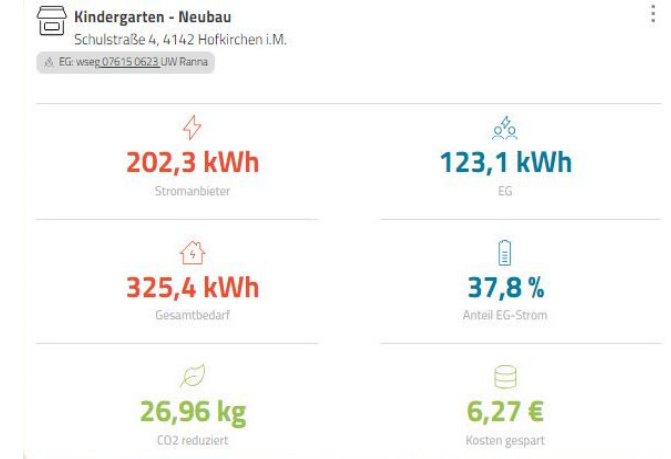 Kindergarten - Neubau
Schulstraße 4, 4142 Hofkirchen i.M.
EG: wseg 07615 0623 UW Ranna
202,3 kWh
Stromanbieter
123,1 kWh
EG
325,4 kWh
Gesamtbedarf
37,8 %
Anteil EG-Strom
26,96 kg
CO2 reduziert
6,27 €
Kosten gespart